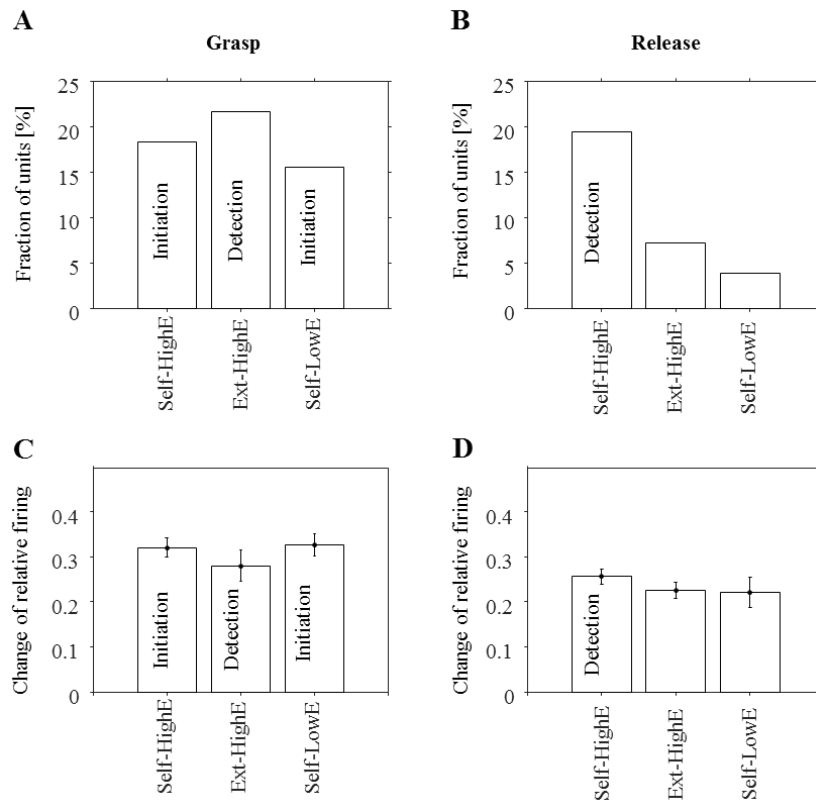 A
Grasp
Fraction of units [%]
25
20
15
10
5
0
Initiation
Detection
Initiation
Self-HighE
Ext-HighE
Self-LowE
B
Release
Fraction of units [%]
25
20
15
10
5
0
Detection
Self-HighE
Ext-HighE
Self-LowE
C
Change of relative firing
0.4
0.3
0.2
0.1
0
Initiation
Detection
Initiation
Self-HighE
Ext-HighE
Self-LowE
D
Change of relative firing
0.4
0.3
0.2
0.1
0
Detection
Self-HighE
Ext-HighE
Self-LowE